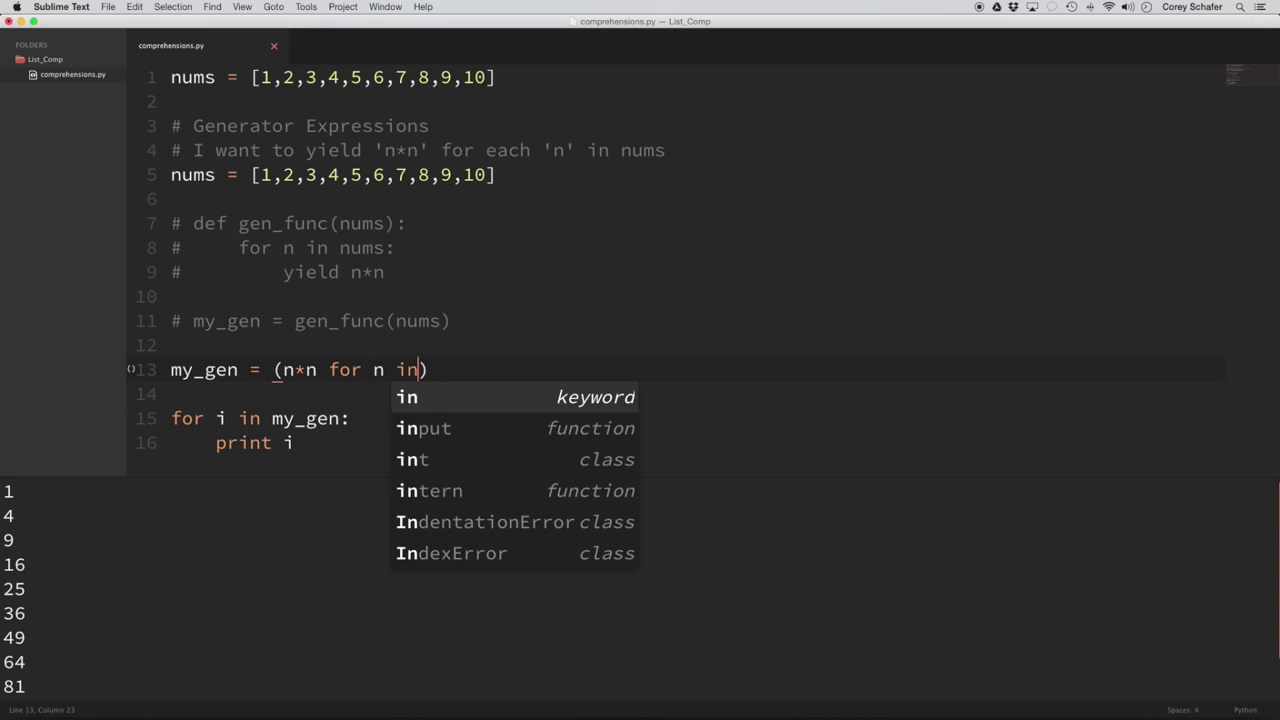 Sublime Text File Edit Selection Find View Goto Tools Project Window Help Corey Schafer
comprehensions.py — List_Comp
FOLDERS
List_Comp
comprehensions.py
comprehensions.py
1 nums = [1,2,3,4,5,6,7,8,9,10]
2
3 # Generator Expressions
4 # I want to yield 'n*n' for each 'n' in nums
5 nums = [1,2,3,4,5,6,7,8,9,10]
6
7 # def gen_func(nums):
8 #     for n in nums:
9 #         yield n*n
10
11 # my_gen = gen_func(nums)
12
13 my_gen = (n*n for n in)
14
15 for i in my_gen:
16     print i
in keyword
input function
int class
intern function
IndentationError class
IndexError class
1
4
9
16
25
36
49
64
81
Line 13, Column 23 Spaces: 4 Python